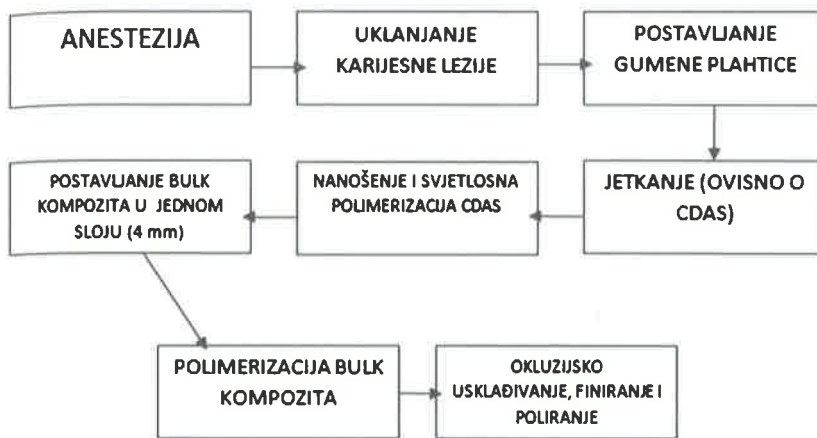 ANESTEZIJA
UKLANJANJE
KARIJESNE LEZIJE
POSTAVLJANJE
GUMENE PLAHTICE
JETKANJE (OVISNO O
CDAS)
NANOŠENJE I SVJETLOSNA
POLIMERIZACIJA CDAS
POSTAVLJANJE BULK
KOMPOZITA U JEDNOM
SLOJU (4 mm)
POLIMERIZACIJA BULK
KOMPOZITA
OKLUZIJSKO
USKLAĐIVANJE, FINIRANJE I
POLIRANJE